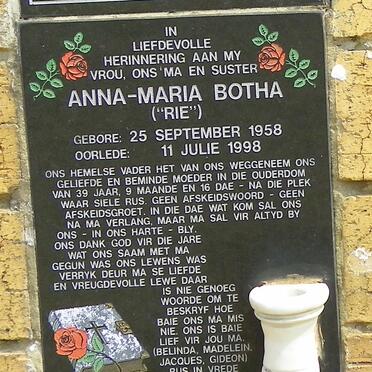 IN
LIEFDEVOLLE
HERINNERING AAN MY
VROU, ONS MA EN SUSTER
ANNA-MARIA BOTHA
("RIE")
GEBORE: 25 SEPTEMBER 1958
OORLEDE: 11 JULIE 1998
ONS HEMELSE VADER HET VAN ONS WEGGENEEM ONS
GELIEFDE EN BEMINDE MOEDER IN DIE OUDERDOM
VAN 39 JAAR, 9 MAANDE EN 16 DAE - NA DIE PLEK
WAAR SIELE RUS. GEEN AFSKEIDSWOORD - GEEN
AFSKEIDSGROET. IN DIE DAE WAT KOM SAL ONS
NA MA VERLANG, MAAR MA SAL VIR ALTYD BY
ONS - IN ONS HARTE - BLY.
ONS DANK GOD VIR DIE JARE
WAT ONS SAAM MET MA
GEGUN WAS ONS LEWENS WAS
VERRYK DEUR MA SE LIEFDE
EN VREUGDEVOLLE LEWE DAAR
IS NIE GENOEG
WOORDE OM TE
BESKRYF HOE
BAIE ONS MA MIS
NIE. ONS IS BAIE
LIEF VIR JOU MA.
(BELINDA, MADELEIN,
JACQUES, GIDEON)
RUS IN VREDE